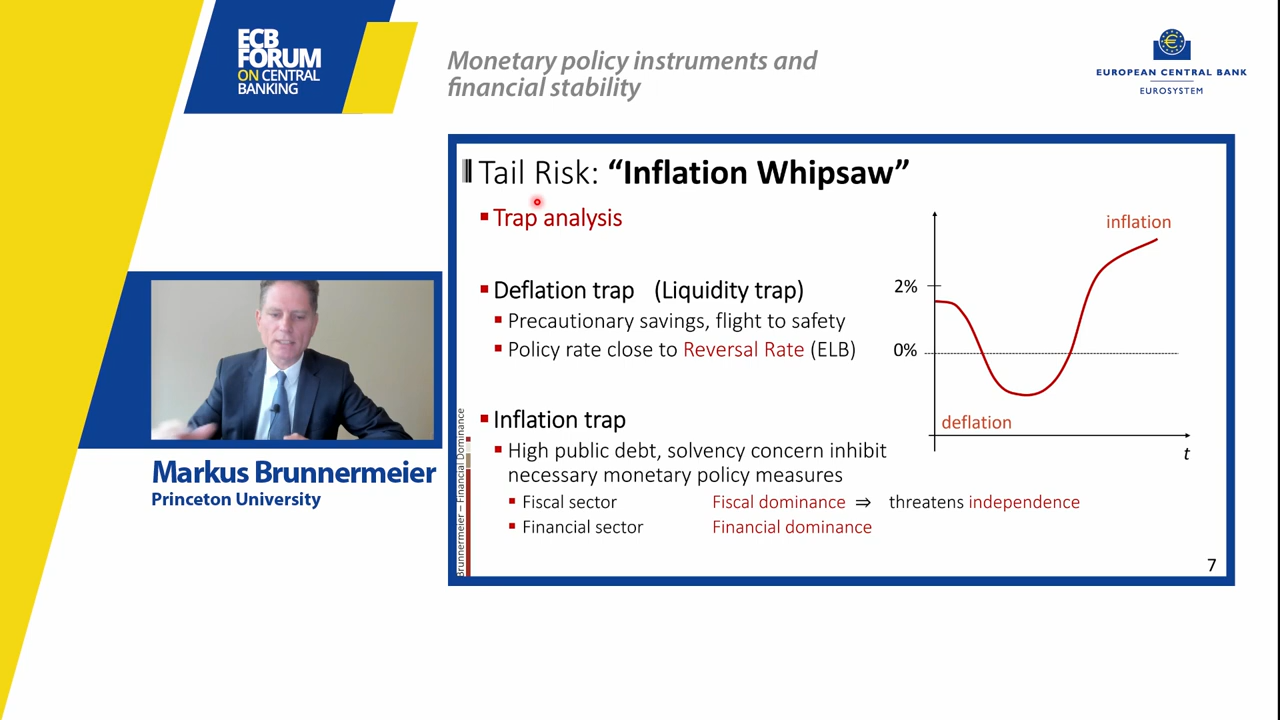 ECB
FORUM
ON CENTRAL
BANKING
Monetary policy instruments and
financial stability
EUROPEAN CENTRAL BANK
EUROSYSTEM
Tail Risk: “Inflation Whipsaw”
Trap analysis
Deflation trap (Liquidity trap)
Precautionary savings, flight to safety
Policy rate close to Reversal Rate (ELB)
Inflation trap
High public debt, solvency concern inhibit
necessary monetary policy measures
Fiscal sector Fiscal dominance ⇒ threatens independence
Financial sector Financial dominance
inflation
2%
0%
deflation
t
Brunnermeier – Financial Dominance
7
Markus Brunnermeier
Princeton University